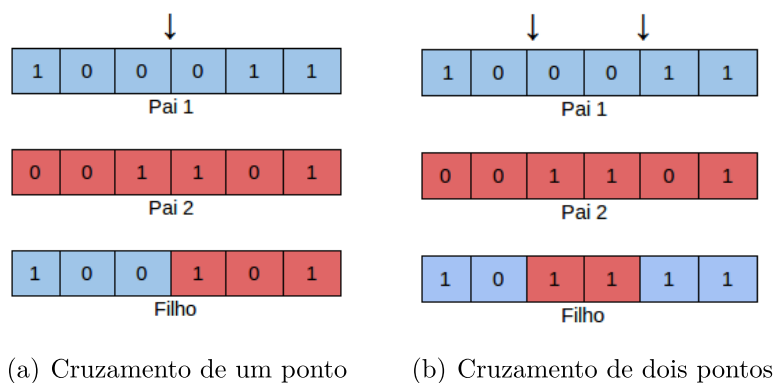 1 0 0 0 1 1
Pai 1
0 0 1 1 0 1
Pai 2
1 0 0 1 0 1
Filho
(a) Cruzamento de um ponto
1 0 0 0 1 1
Pai 1
0 0 1 1 0 1
Pai 2
1 0 1 1 1 1
Filho
(b) Cruzamento de dois pontos